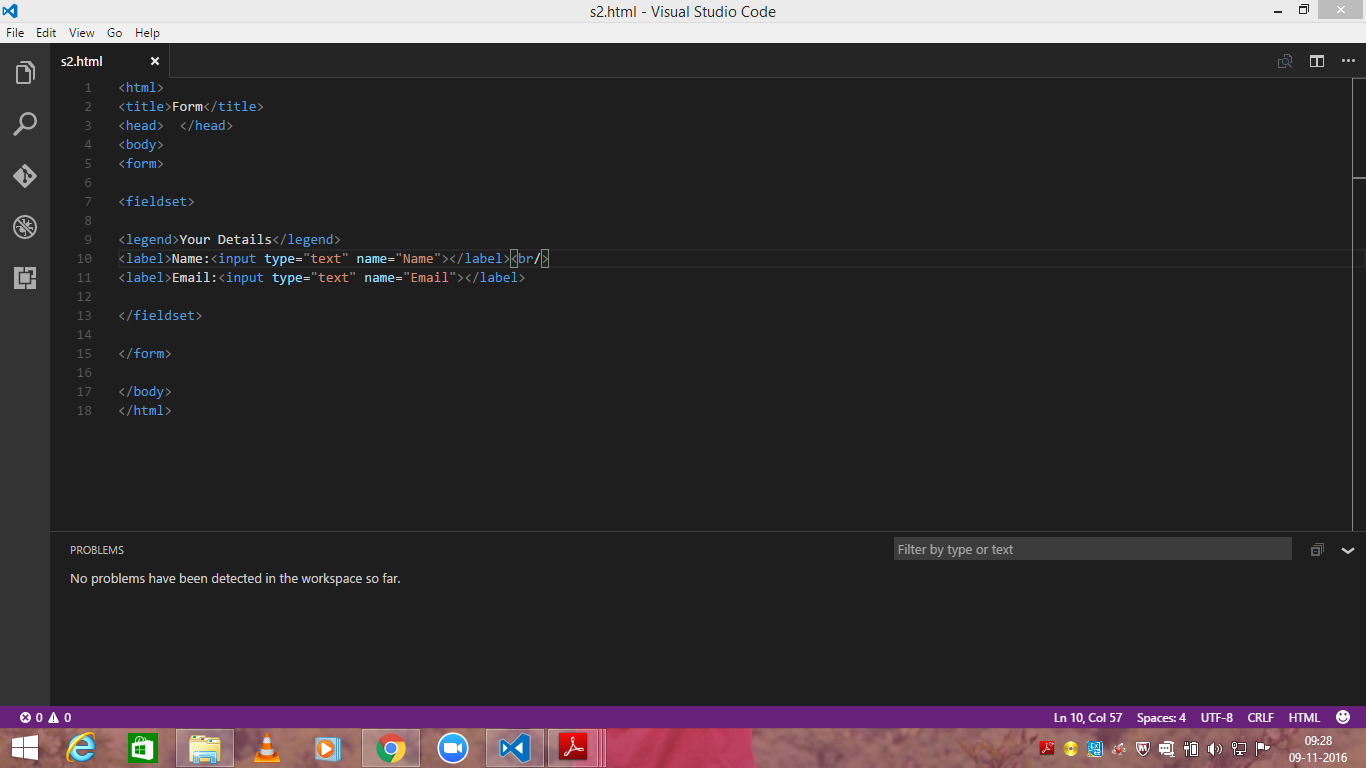 s2.html - Visual Studio Code
File Edit View Go Help
s2.html
1 <html>
2 <title>Form</title>
3 <head>  </head>
4 <body>
5 <form>
6
7 <fieldset>
8
9 <legend>Your Details</legend>
10 <label>Name:<input type="text" name="Name"></label><br/>
11 <label>Email:<input type="text" name="Email"></label>
12
13 </fieldset>
14
15 </form>
16
17 </body>
18 </html>
PROBLEMS
Filter by type or text
No problems have been detected in the workspace so far.
0 0 Ln 10, Col 57 Spaces: 4 UTF-8 CRLF HTML
09:28
09-11-2016